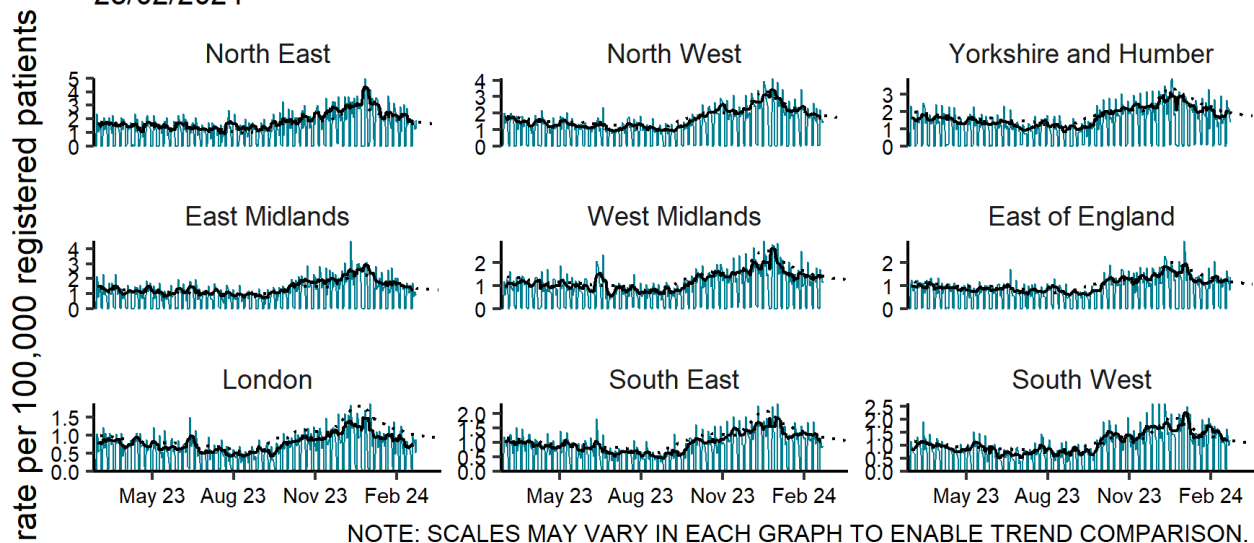 rate per 100,000 registered patients
North East
North West
Yorkshire and Humber
5
4
3
2
1
0
4
3
2
1
0
3
2
1
0
East Midlands
West Midlands
East of England
4
3
2
1
0
2
1
0
2
1
0
London
South East
South West
1.5
1.0
0.5
0.0
2.0
1.5
1.0
0.5
0.0
2.5
2.0
1.5
1.0
0.5
0.0
May 23 Aug 23 Nov 23 Feb 24
May 23 Aug 23 Nov 23 Feb 24
May 23 Aug 23 Nov 23 Feb 24
NOTE: SCALES MAY VARY IN EACH GRAPH TO ENABLE TREND COMPARISON.